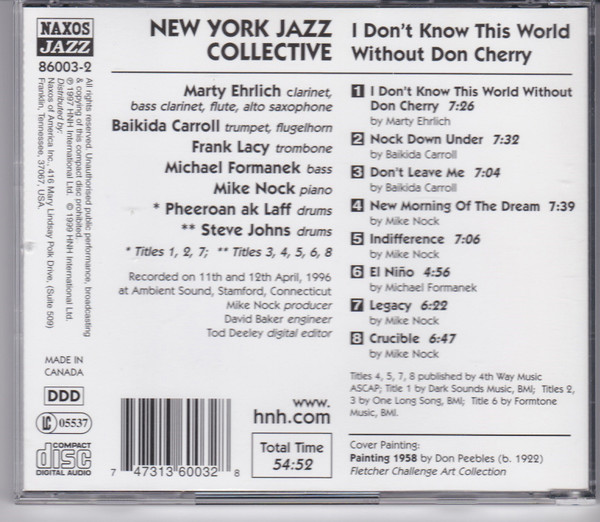 NAXOS
JAZZ
86003-2
All rights reserved. Unauthorised public performance, broadcasting
& copying of this compact disc prohibited.
℗ 1997 HNH International Ltd. © 1999 HNH International Ltd.
Distributed by:
Naxos of America Inc., 416 Mary Lindsay Polk Drive, (Suite 509)
Franklin, Tennessee, 37067, USA.
MADE IN
CANADA
DDD
LC 05537
COMPACT
disc
DIGITAL AUDIO
NEW YORK JAZZ
COLLECTIVE
Marty Ehrlich clarinet,
bass clarinet, flute, alto saxophone
Baikida Carroll trumpet, flugelhorn
Frank Lacy trombone
Michael Formanek bass
Mike Nock piano
* Pheeroan ak Laff drums
** Steve Johns drums
* Titles 1, 2, 7; ** Titles 3, 4, 5, 6, 8
Recorded on 11th and 12th April, 1996
at Ambient Sound, Stamford, Connecticut
Mike Nock producer
David Baker engineer
Tod Deeley digital editor
7 47313 60032 8
www.
hnh.com
Total Time
54:52
I Don't Know This World
Without Don Cherry
1 I Don't Know This World Without
Don Cherry 7:26
by Marty Ehrlich
2 Nock Down Under 7:32
by Baikida Carroll
3 Don't Leave Me 7:04
by Baikida Carroll
4 New Morning Of The Dream 7:39
by Mike Nock
5 Indifference 7:06
by Mike Nock
6 El Niño 4:56
by Michael Formanek
7 Legacy 6:22
by Mike Nock
8 Crucible 6:47
by Mike Nock
Titles 4, 5, 7, 8 published by 4th Way Music
ASCAP; Title 1 by Dark Sounds Music, BMI; Titles 2,
3 by One Long Song, BMI; Title 6 by Formtone
Music, BMI.
Cover Painting:
Painting 1958 by Don Peebles (b. 1922)
Fletcher Challenge Art Collection